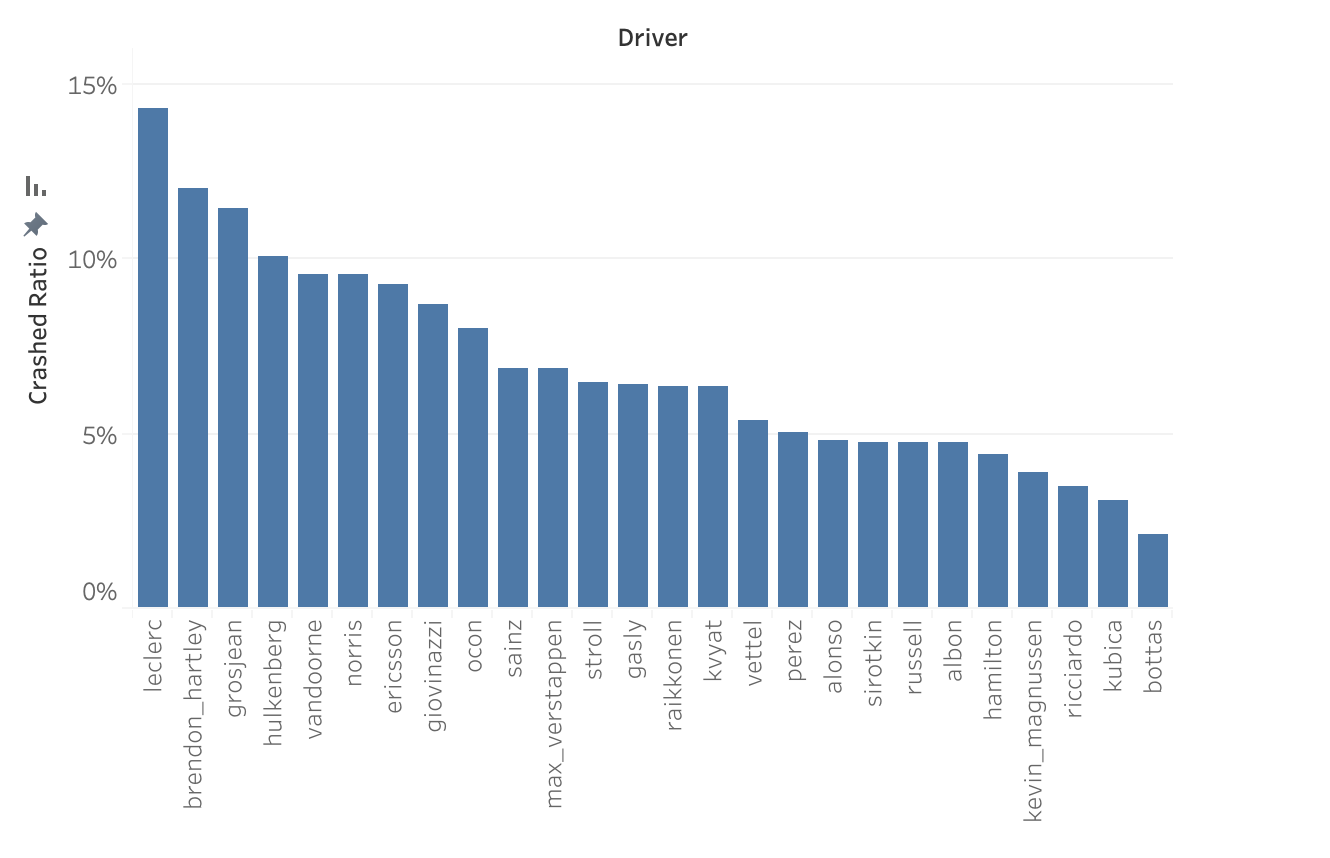 Driver
Crashed Ratio
15%
10%
5%
0%
leclerc
brendon_hartley
grosjean
hulkenberg
vandoorne
norris
ericsson
giovinazzi
ocon
sainz
max_verstappen
stroll
gasly
raikkonen
kvyat
vettel
perez
alonso
sirotkin
russell
albon
hamilton
kevin_magnussen
ricciardo
kubica
bottas